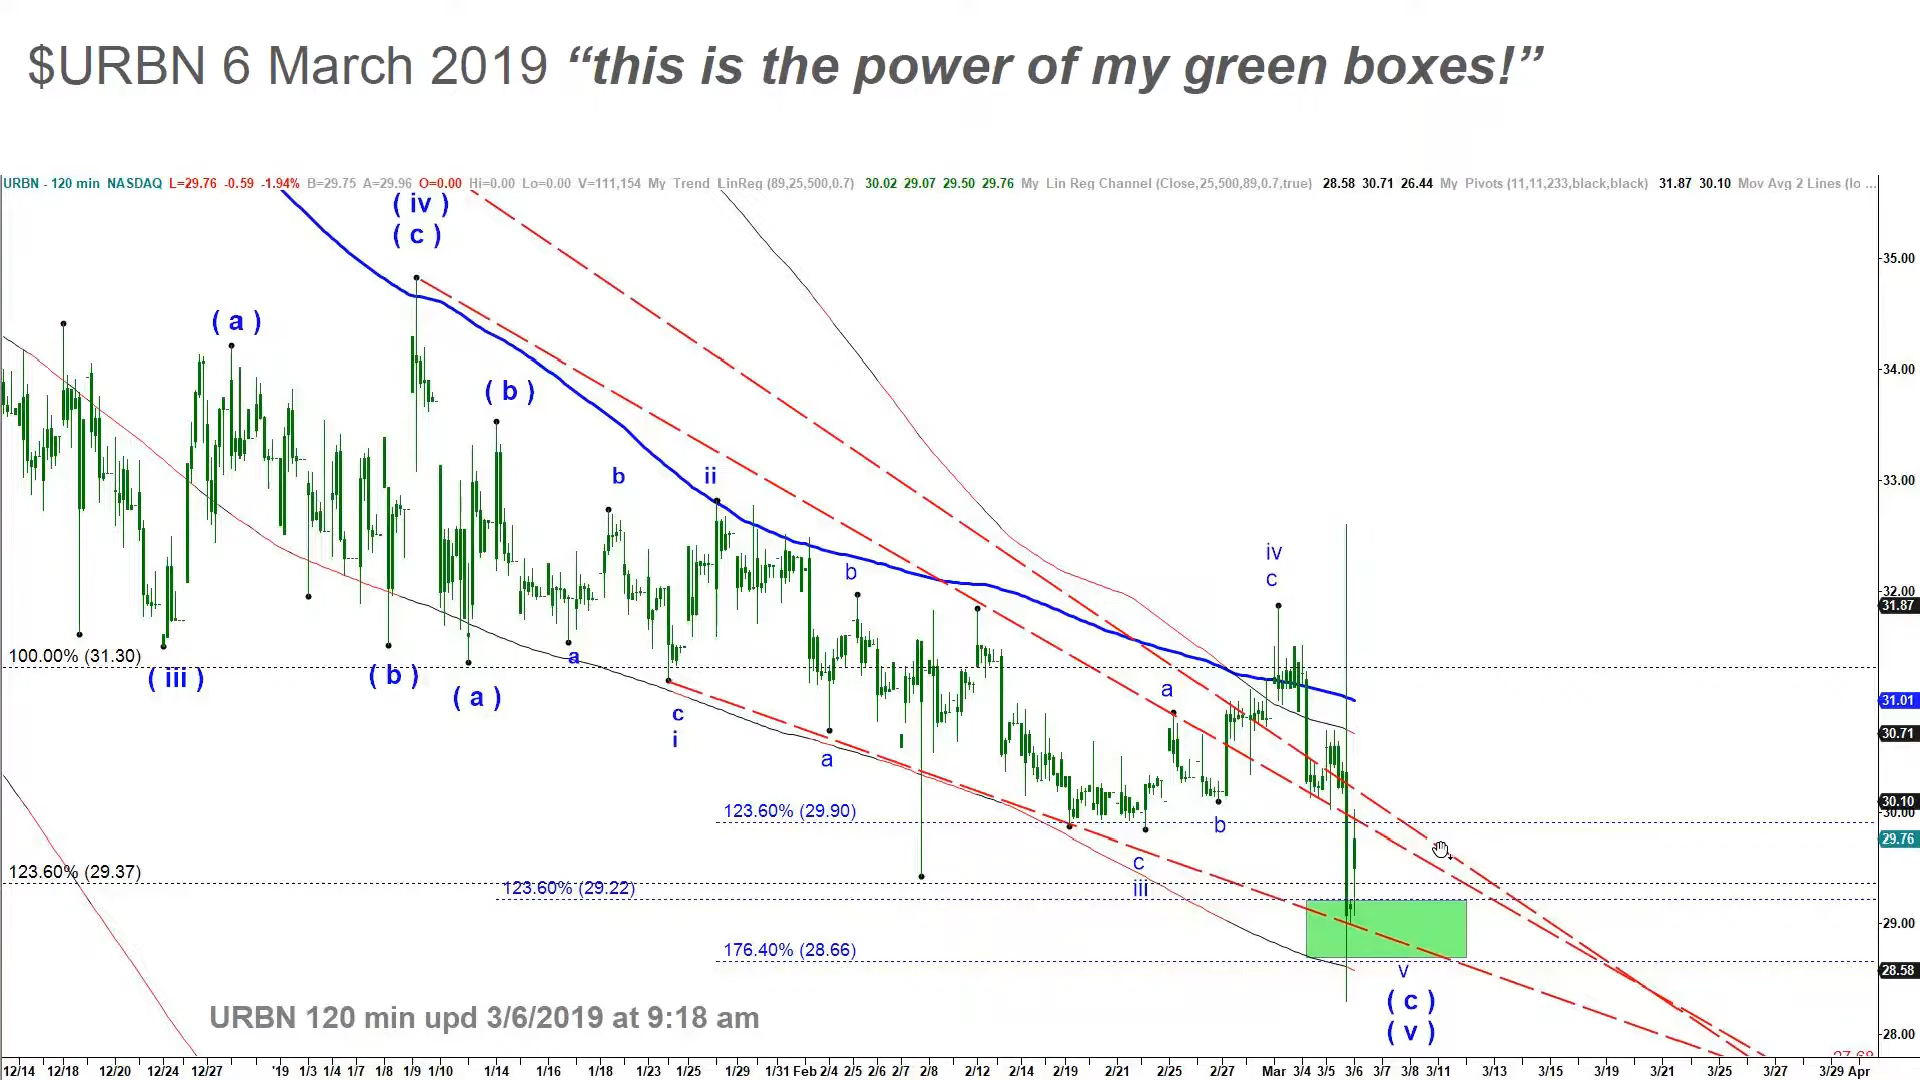 $URBN 6 March 2019 “this is the power of my green boxes!”
URBN - 120 min NASDAQ L=29.76 -0.59 -1.94% B=29.75 A=29.96 O=0.00 Hi=0.00 Lo=0.00 V=111,154 My Trend LinReg (89,25,500,0.7) 30.02 29.07 29.50 29.76 My Lin Reg Channel (Close,25,500,89,0.7,true) 28.58 30.71 26.44 My Pivots (11,11,233,black,black) 31.87 30.10 Mov Avg 2 Lines (lo ...
( iv )
( c )
35.00
( a )
34.00
( b )
b
ii
33.00
iv
b
c
32.00
31.87
100.00% (31.30)
( iii )
( b )
a
( a )
a
31.01
c
i
30.71
a
30.10
123.60% (29.90)
30.00
b
29.76
c
123.60% (29.37)
123.60% (29.22)
iii
29.00
176.40% (28.66)
v
28.58
( c )
URBN 120 min upd 3/6/2019 at 9:18 am
( v )
28.00
27.68
12/14 12/18 12/20 12/24 12/27 '19 1/3 1/4 1/7 1/8 1/9 1/10 1/14 1/16 1/18 1/23 1/25 1/29 1/31 Feb 2/4 2/5 2/6 2/7 2/8 2/12 2/14 2/19 2/21 2/22 2/27 Mar 3/4 3/5 3/6 3/7 3/8 3/11 3/13 3/15 3/19 3/21 3/25 3/27 3/29 Apr